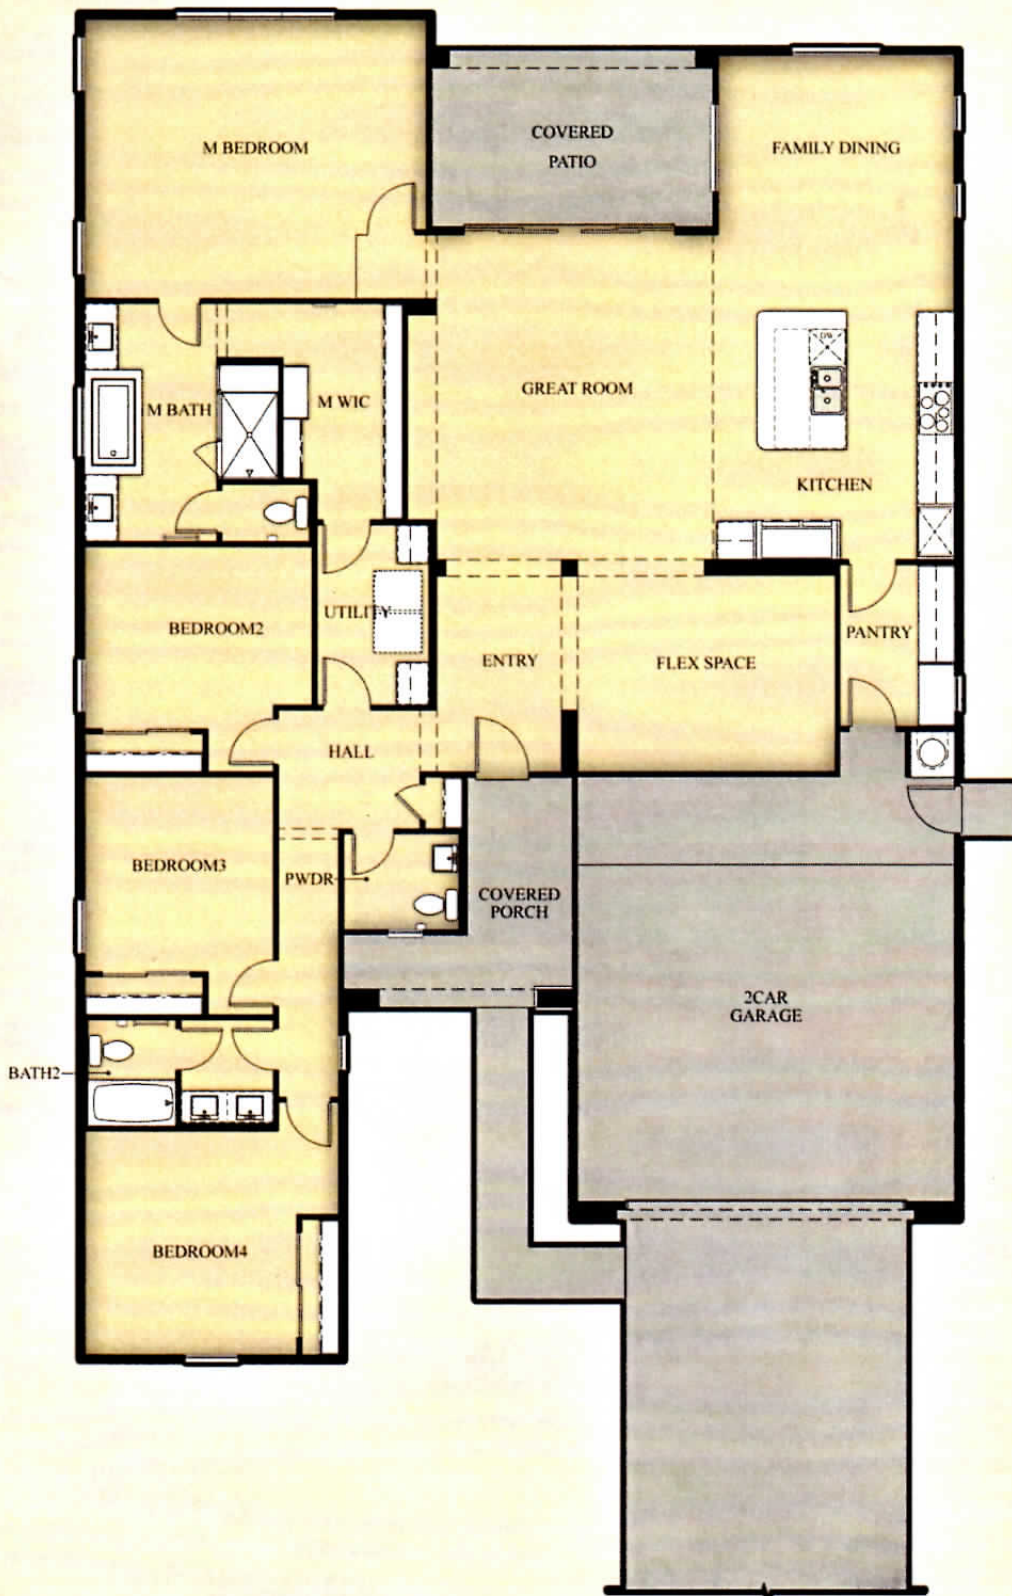 M BEDROOM
COVERED
PATIO
FAMILY DINING
DW
GREAT ROOM
M BATH
M WIC
KITCHEN
UTILITY
BEDROOM2
ENTRY
FLEX SPACE
PANTRY
HALL
BEDROOM3
PWDR
COVERED
PORCH
2CAR
GARAGE
BATH2
BEDROOM4